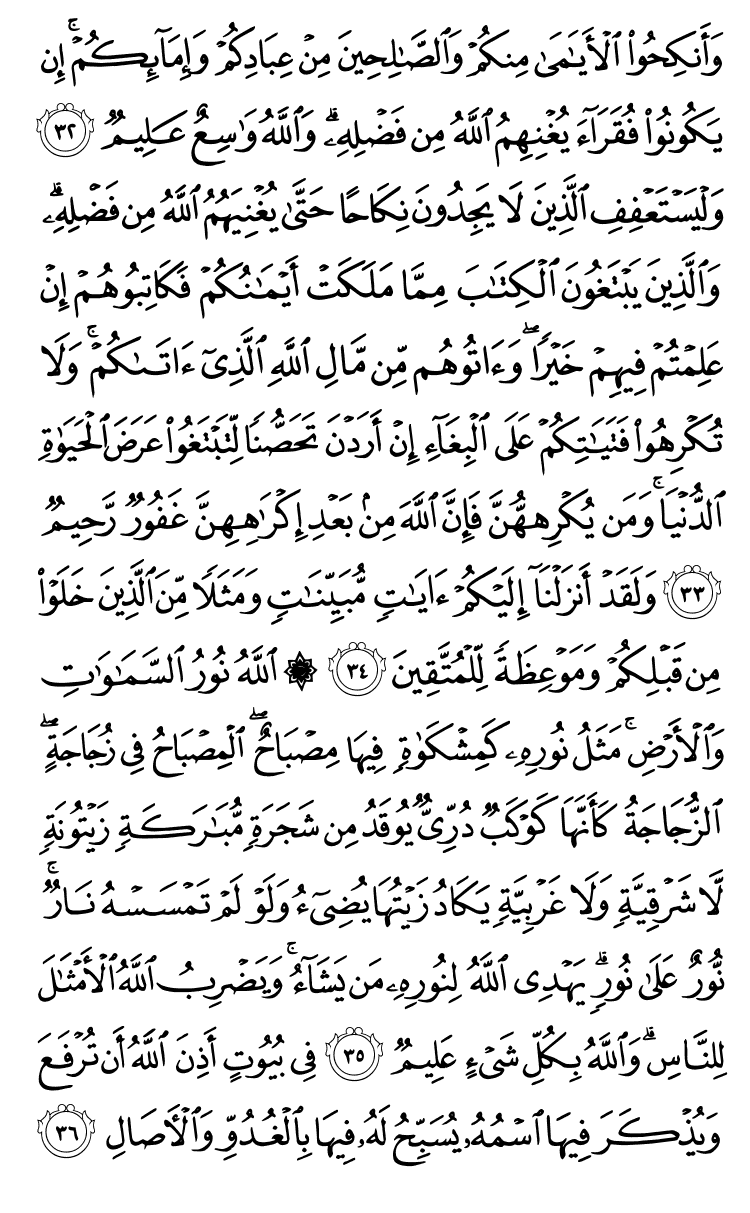 وَأَنكِحُوا۟ ٱلْأَيَـٰمَىٰ مِنكُمْ وَٱلصَّـٰلِحِينَ مِنْ عِبَادِكُمْ وَإِمَآئِكُمْ ۚ إِن
يَكُونُوا۟ فُقَرَآءَ يُغْنِهِمُ ٱللَّهُ مِن فَضْلِهِۦ ۗ وَٱللَّهُ وَٰسِعٌ عَلِيمٌ ٣٢
وَلْيَسْتَعْفِفِ ٱلَّذِينَ لَا يَجِدُونَ نِكَاحًا حَتَّىٰ يُغْنِيَهُمُ ٱللَّهُ مِن فَضْلِهِۦ ۗ
وَٱلَّذِينَ يَبْتَغُونَ ٱلْكِتَـٰبَ مِمَّا مَلَكَتْ أَيْمَـٰنُكُمْ فَكَاتِبُوهُمْ إِنْ
عَلِمْتُمْ فِيهِمْ خَيْرًا ۖ وَءَاتُوهُم مِّن مَّالِ ٱللَّهِ ٱلَّذِىٓ ءَاتَىٰكُمْ ۚ وَلَا
تُكْرِهُوا۟ فَتَيَـٰتِكُمْ عَلَى ٱلْبِغَآءِ إِنْ أَرَدْنَ تَحَصُّنًا لِّتَبْتَغُوا۟ عَرَضَ ٱلْحَيَوٰةِ
ٱلدُّنْيَا ۚ وَمَن يُكْرِههُّنَّ فَإِنَّ ٱللَّهَ مِنۢ بَعْدِ إِكْرَٰهِهِنَّ غَفُورٌ رَّحِيمٌ
٣٣ وَلَقَدْ أَنزَلْنَآ إِلَيْكُمْ ءَايَـٰتٍ مُّبَيِّنَـٰتٍ وَمَثَلًا مِّنَ ٱلَّذِينَ خَلَوْا۟
مِن قَبْلِكُمْ وَمَوْعِظَةً لِّلْمُتَّقِينَ ٣٤ ۞ ٱللَّهُ نُورُ ٱلسَّمَـٰوَٰتِ
وَٱلْأَرْضِ ۚ مَثَلُ نُورِهِۦ كَمِشْكَوٰةٍ فِيهَا مِصْبَاحٌ ۖ ٱلْمِصْبَاحُ فِى زُجَاجَةٍ ۖ
ٱلزُّجَاجَةُ كَأَنَّهَا كَوْكَبٌ دُرِّىٌّ يُوقَدُ مِن شَجَرَةٍ مُّبَـٰرَكَةٍ زَيْتُونَةٍ
لَّا شَرْقِيَّةٍ وَلَا غَرْبِيَّةٍ يَكَادُ زَيْتُهَا يُضِىٓءُ وَلَوْ لَمْ تَمْسَسْهُ نَارٌ ۚ
نُّورٌ عَلَىٰ نُورٍ ۗ يَهْدِى ٱللَّهُ لِنُورِهِۦ مَن يَشَآءُ ۚ وَيَضْرِبُ ٱللَّهُ ٱلْأَمْثَـٰلَ
لِلنَّاسِ ۗ وَٱللَّهُ بِكُلِّ شَىْءٍ عَلِيمٌ ٣٥ فِى بُيُوتٍ أَذِنَ ٱللَّهُ أَن تُرْفَعَ
وَيُذْكَرَ فِيهَا ٱسْمُهُۥ يُسَبِّحُ لَهُۥ فِيهَا بِٱلْغُدُوِّ وَٱلْـَٔاصَالِ ٣٦